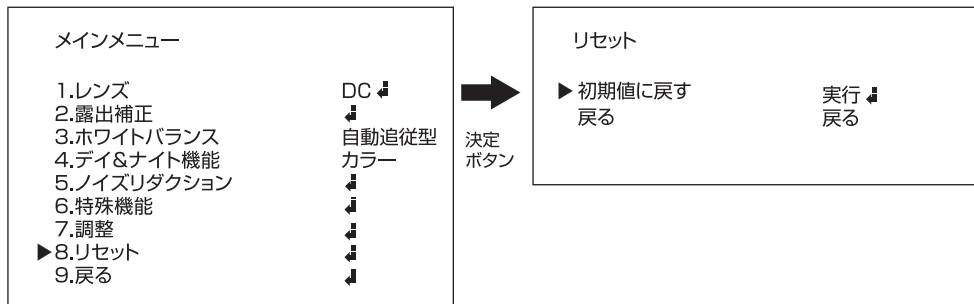 メインメニュー
1.レンズ DC
2.露出補正
3.ホワイトバランス 自動追従型
4.デイ&ナイト機能 カラー
5.ノイズリダクション
6.特殊機能
7.調整
▶8.リセット
9.戻る
決定
ボタン
リセット
▶初期値に戻す 実行
戻る 戻る